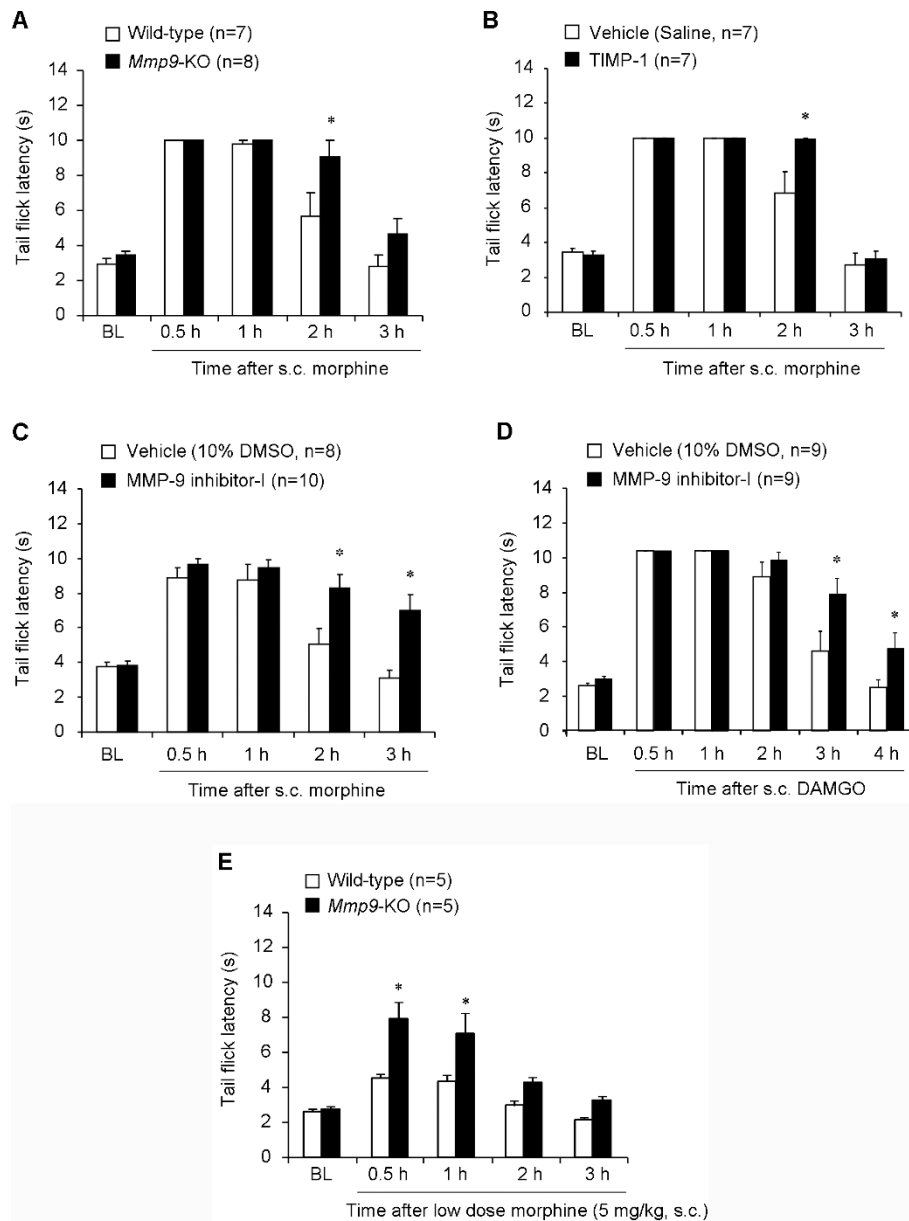 A
Wild-type (n=7)
Mmp9-KO (n=8)
Tail flick latency (s)
14
12
10
8
6
4
2
0
*
BL
0.5 h
1 h
2 h
3 h
Time after s.c. morphine
B
Vehicle (Saline, n=7)
TIMP-1 (n=7)
Tail flick latency (s)
14
12
10
8
6
4
2
0
*
BL
0.5 h
1 h
2 h
3 h
Time after s.c. morphine
C
Vehicle (10% DMSO, n=8)
MMP-9 inhibitor-I (n=10)
Tail flick latency (s)
14
12
10
8
6
4
2
0
*
*
BL
0.5 h
1 h
2 h
3 h
Time after s.c. morphine
D
Vehicle (10% DMSO, n=9)
MMP-9 inhibitor-I (n=9)
Tail flick latency (s)
14
12
10
8
6
4
2
0
*
*
BL
0.5 h
1 h
2 h
3 h
4 h
Time after s.c. DAMGO
E
Wild-type (n=5)
Mmp9-KO (n=5)
Tail flick latency (s)
14
12
10
8
6
4
2
0
*
*
BL
0.5 h
1 h
2 h
3 h
Time after low dose morphine (5 mg/kg, s.c.)